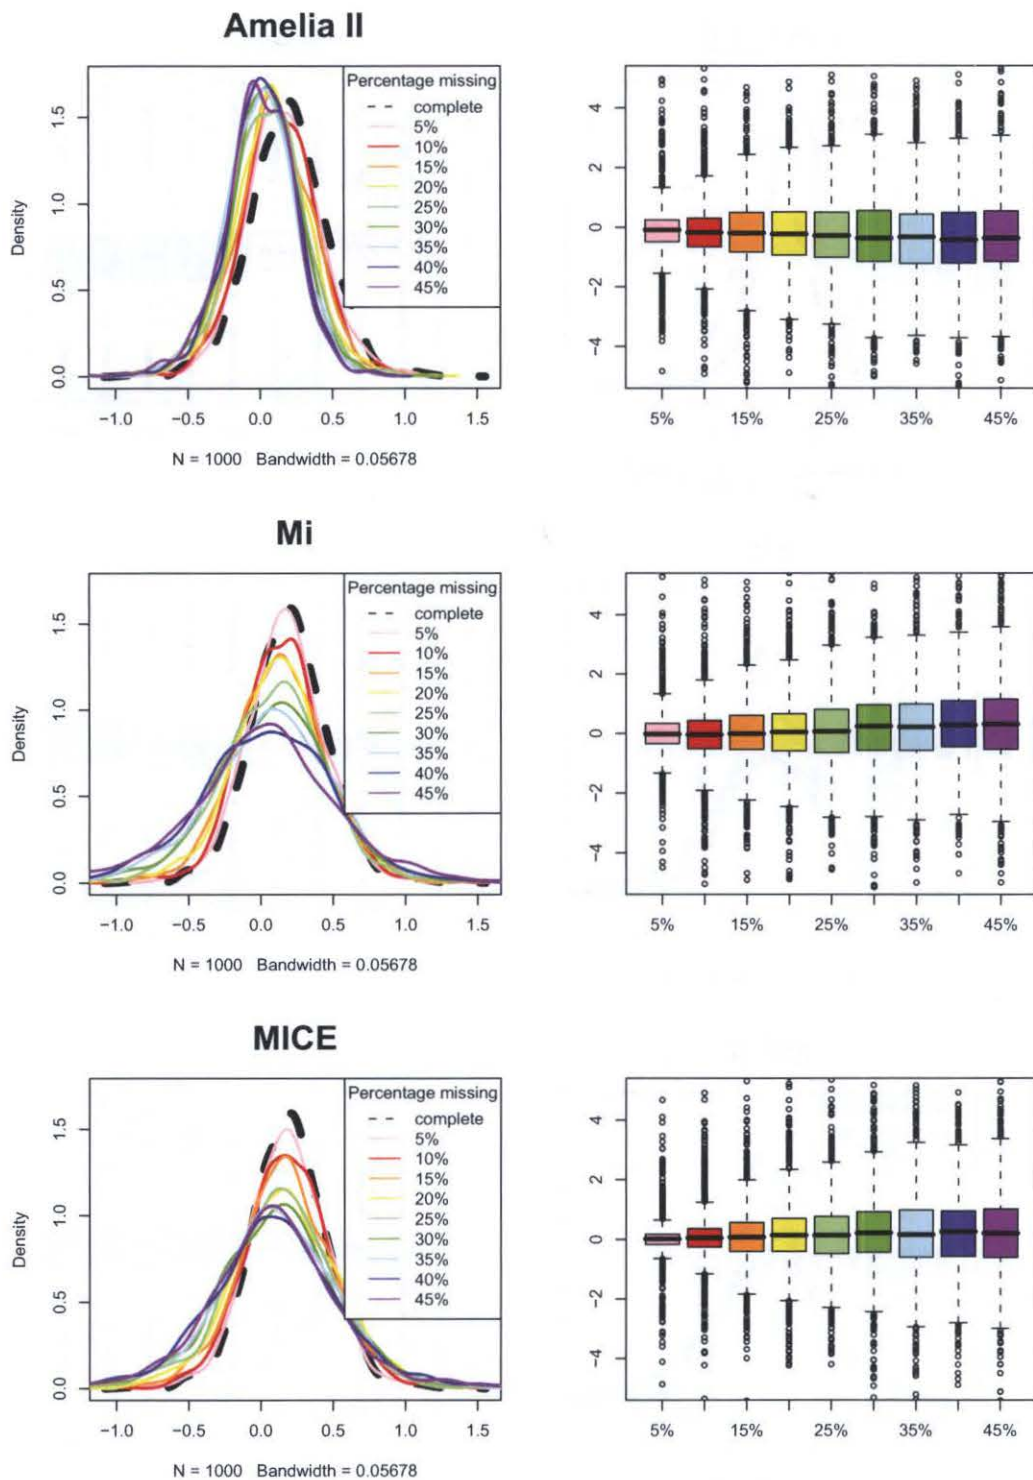 Amelia II
Percentage missing
complete
5%
10%
15%
20%
25%
30%
35%
40%
45%
Density
0.0 0.5 1.0 1.5
−1.0 −0.5 0.0 0.5 1.0 1.5
N = 1000 Bandwidth = 0.05678
4
2
0
−2
−4
5% 15% 25% 35% 45%
Mi
Percentage missing
complete
5%
10%
15%
20%
25%
30%
35%
40%
45%
Density
0.0 0.5 1.0 1.5
−1.0 −0.5 0.0 0.5 1.0 1.5
N = 1000 Bandwidth = 0.05678
4
2
0
−2
−4
5% 15% 25% 35% 45%
MICE
Percentage missing
complete
5%
10%
15%
20%
25%
30%
35%
40%
45%
Density
0.0 0.5 1.0 1.5
−1.0 −0.5 0.0 0.5 1.0 1.5
N = 1000 Bandwidth = 0.05678
4
2
0
−2
−4
5% 15% 25% 35% 45%